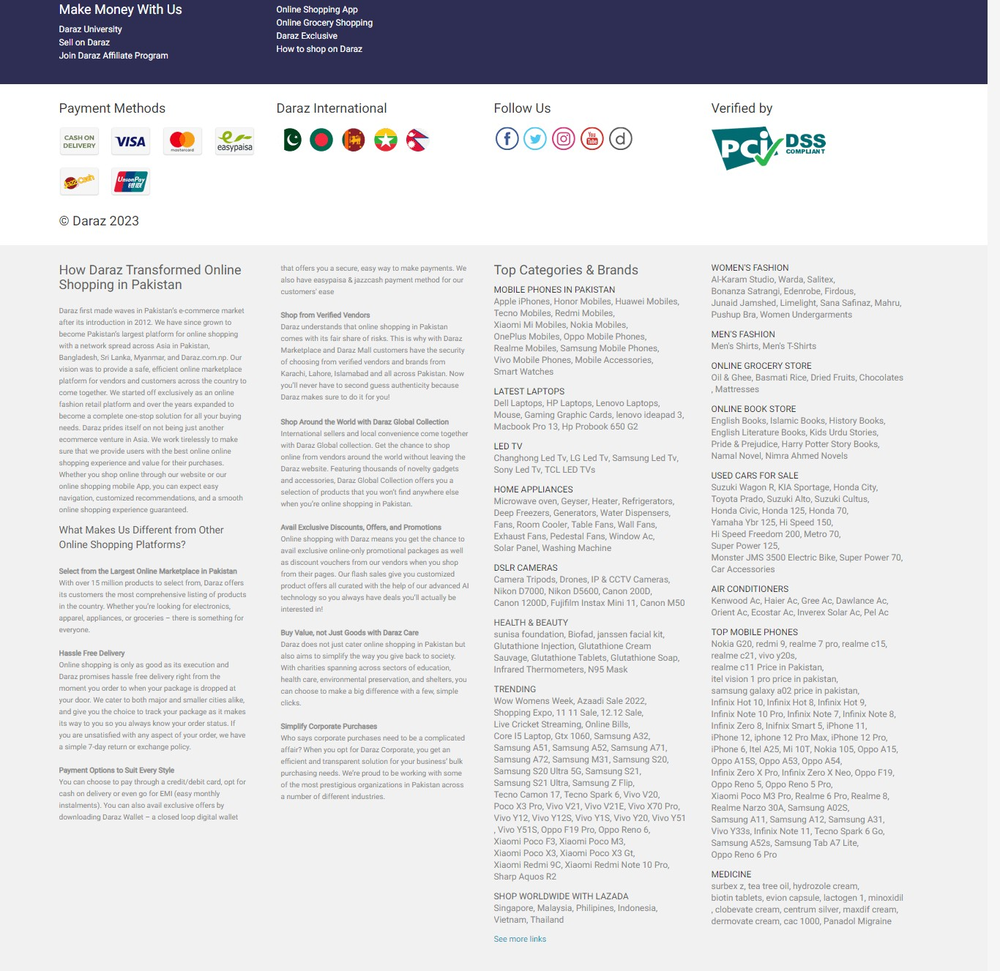 Make Money With Us
Daraz University
Sell on Daraz
Join Daraz Affiliate Program
Online Shopping App
Online Grocery Shopping
Daraz Exclusive
How to shop on Daraz
Payment Methods
CASH ON
DELIVERY
VISA
mastercard
easypaisa
JazzCash
UnionPay
银联
Daraz International
Follow Us
f
You
Tube
d
Verified by
PCi DSS
COMPLIANT
© Daraz 2023
How Daraz Transformed Online
Shopping in Pakistan
Daraz first made waves in Pakistan's e-commerce market
after its introduction in 2012. We have since grown to
become Pakistan's largest platform for online shopping
with a network spread across Asia in Pakistan,
Bangladesh, Sri Lanka, Myanmar, and Daraz.com.np. Our
vision was to provide a safe, efficient online marketplace
platform for vendors and customers across the country to
come together. We started off exclusively as an online
fashion retail platform and over the years expanded to
become a complete one-stop solution for all your buying
needs. Daraz prides itself on not being just another
ecommerce venture in Asia. We work tirelessly to make
sure that we provide users with the best online online
shopping experience and value for their purchases.
Whether you shop online through our website or our
online shopping mobile App, you can expect easy
navigation, customized recommendations, and a smooth
online shopping experience guaranteed.
What Makes Us Different from Other
Online Shopping Platforms?
Select from the Largest Online Marketplace in Pakistan
With over 15 million products to select from, Daraz offers
its customers the most comprehensive listing of products
in the country. Whether you're looking for electronics,
apparel, appliances, or groceries – there is something for
everyone.
Hassle Free Delivery
Online shopping is only as good as its execution and
Daraz promises hassle free delivery right from the
moment you order to when your package is dropped at
your door. We cater to both major and smaller cities alike,
and give you the choice to track your package as it makes
its way to you so you always know your order status. If
you are unsatisfied with any aspect of your order, we have
a simple 7-day return or exchange policy.
Payment Options to Suit Every Style
You can choose to pay through a credit/debit card, opt for
cash on delivery or even go for EMI (easy monthly
instalments). You can also avail exclusive offers by
downloading Daraz Wallet – a closed loop digital wallet
that offers you a secure, easy way to make payments. We
also have easypaisa & jazzcash payment method for our
customers' ease
Shop from Verified Vendors
Daraz understands that online shopping in Pakistan
comes with its fair share of risks. This is why with Daraz
Marketplace and Daraz Mall customers have the security
of choosing from verified vendors and brands from
Karachi, Lahore, Islamabad and all across Pakistan. Now
you'll never have to second guess authenticity because
Daraz makes sure to do it for you!
Shop Around the World with Daraz Global Collection
International sellers and local convenience come together
with Daraz Global collection. Get the chance to shop
online from vendors around the world without leaving the
Daraz website. Featuring thousands of novelty gadgets
and accessories, Daraz Global Collection offers you a
selection of products that you won't find anywhere else
when you're online shopping in Pakistan.
Avail Exclusive Discounts, Offers, and Promotions
Online shopping with Daraz means you get the chance to
avail exclusive online-only promotional packages as well
as discount vouchers from our vendors when you shop
from their pages. Our flash sales give you customized
product offers all curated with the help of our advanced AI
technology so you always have deals you'll actually be
interested in!
Buy Value, not Just Goods with Daraz Care
Daraz does not just cater online shopping in Pakistan but
also aims to simplify the way you give back to society.
With charities spanning across sectors of education,
health care, environmental preservation, and shelters, you
can choose to make a big difference with a few, simple
clicks.
Simplify Corporate Purchases
Who says corporate purchases need to be a complicated
affair? When you opt for Daraz Corporate, you get an
efficient and transparent solution for your business' bulk
purchasing needs. We're proud to be working with some
of the most prestigious organizations in Pakistan across
a number of different industries.
Top Categories & Brands
MOBILE PHONES IN PAKISTAN
Apple iPhones, Honor Mobiles, Huawei Mobiles,
Tecno Mobiles, Redmi Mobiles,
Xiaomi Mi Mobiles, Nokia Mobiles,
OnePlus Mobiles, Oppo Mobile Phones,
Realme Mobiles, Samsung Mobile Phones,
Vivo Mobile Phones, Mobile Accessories,
Smart Watches
LATEST LAPTOPS
Dell Laptops, HP Laptops, Lenovo Laptops,
Mouse, Gaming Graphic Cards, lenovo ideapad 3,
Macbook Pro 13, Hp Probook 650 G2
LED TV
Changhong Led Tv, LG Led Tv, Samsung Led Tv,
Sony Led Tv, TCL LED TVs
HOME APPLIANCES
Microwave oven, Geyser, Heater, Refrigerators,
Deep Freezers, Generators, Water Dispensers,
Fans, Room Cooler, Table Fans, Wall Fans,
Exhaust Fans, Pedestal Fans, Window Ac,
Solar Panel, Washing Machine
DSLR CAMERAS
Camera Tripods, Drones, IP & CCTV Cameras,
Nikon D7000, Nikon D5600, Canon 200D,
Canon 1200D, Fujifilm Instax Mini 11, Canon M50
HEALTH & BEAUTY
sunisa foundation, Biofad, janssen facial kit,
Glutathione Injection, Glutathione Cream
Sauvage, Glutathione Tablets, Glutathione Soap,
Infrared Thermometers, N95 Mask
TRENDING
Wow Womens Week, Azaadi Sale 2022,
Shopping Expo, 11 11 Sale, 12.12 Sale,
Live Cricket Streaming, Online Bills,
Core I5 Laptop, Gtx 1060, Samsung A32,
Samsung A51, Samsung A52, Samsung A71,
Samsung A72, Samsung M31, Samsung S20,
Samsung S20 Ultra 5G, Samsung S21,
Samsung S21 Ultra, Samsung Z Flip,
Tecno Camon 17, Tecno Spark 6, Vivo V20,
Poco X3 Pro, Vivo V21, Vivo V21E, Vivo X70 Pro,
Vivo Y12, Vivo Y12S, Vivo Y1S, Vivo Y20, Vivo Y51
, Vivo Y51S, Oppo F19 Pro, Oppo Reno 6,
Xiaomi Poco F3, Xiaomi Poco M3,
Xiaomi Poco X3, Xiaomi Poco X3 Gt,
Xiaomi Redmi 9C, Xiaomi Redmi Note 10 Pro,
Sharp Aquos R2
SHOP WORLDWIDE WITH LAZADA
Singapore, Malaysia, Philipines, Indonesia,
Vietnam, Thailand
See more links
WOMEN'S FASHION
Al-Karam Studio, Warda, Salitex,
Bonanza Satrangi, Edenrobe, Firdous,
Junaid Jamshed, Limelight, Sana Safinaz, Mahru,
Pushup Bra, Women Undergarments
MEN'S FASHION
Men's Shirts, Men's T-Shirts
ONLINE GROCERY STORE
Oil & Ghee, Basmati Rice, Dried Fruits, Chocolates
, Mattresses
ONLINE BOOK STORE
English Books, Islamic Books, History Books,
English Literature Books, Kids Urdu Stories,
Pride & Prejudice, Harry Potter Story Books,
Namal Novel, Nimra Ahmed Novels
USED CARS FOR SALE
Suzuki Wagon R, KIA Sportage, Honda City,
Toyota Prado, Suzuki Alto, Suzuki Cultus,
Honda Civic, Honda 125, Honda 70,
Yamaha Ybr 125, Hi Speed 150,
Hi Speed Freedom 200, Metro 70,
Super Power 125,
Monster JMS 3500 Electric Bike, Super Power 70,
Car Accessories
AIR CONDITIONERS
Kenwood Ac, Haier Ac, Gree Ac, Dawlance Ac,
Orient Ac, Ecostar Ac, Inverex Solar Ac, Pel Ac
TOP MOBILE PHONES
Nokia G20, redmi 9, realme 7 pro, realme c15,
realme c21, vivo y20s,
realme c11 Price in Pakistan,
itel vision 1 pro price in pakistan,
samsung galaxy a02 price in pakistan,
Infinix Hot 10, Infinix Hot 8, Infinix Hot 9,
Infinix Note 10 Pro, Infinix Note 7, Infinix Note 8,
Infinix Zero 8, Inifnix Smart 5, iPhone 11,
iPhone 12, iphone 12 Pro Max, iPhone 12 Pro,
iPhone 6, Itel A25, Mi 10T, Nokia 105, Oppo A15,
Oppo A15S, Oppo A53, Oppo A54,
Infinix Zero X Pro, Infinix Zero X Neo, Oppo F19,
Oppo Reno 5, Oppo Reno 5 Pro,
Xiaomi Poco M3 Pro, Realme 6 Pro, Realme 8,
Realme Narzo 30A, Samsung A02S,
Samsung A11, Samsung A12, Samsung A31,
Vivo Y33s, Infinix Note 11, Tecno Spark 6 Go,
Samsung A52s, Samsung Tab A7 Lite,
Oppo Reno 6 Pro
MEDICINE
surbex z, tea tree oil, hydrozole cream,
biotin tablets, evion capsule, lactogen 1, minoxidil
, clobevate cream, centrum silver, maxdif cream,
dermovate cream, cac 1000, Panadol Migraine